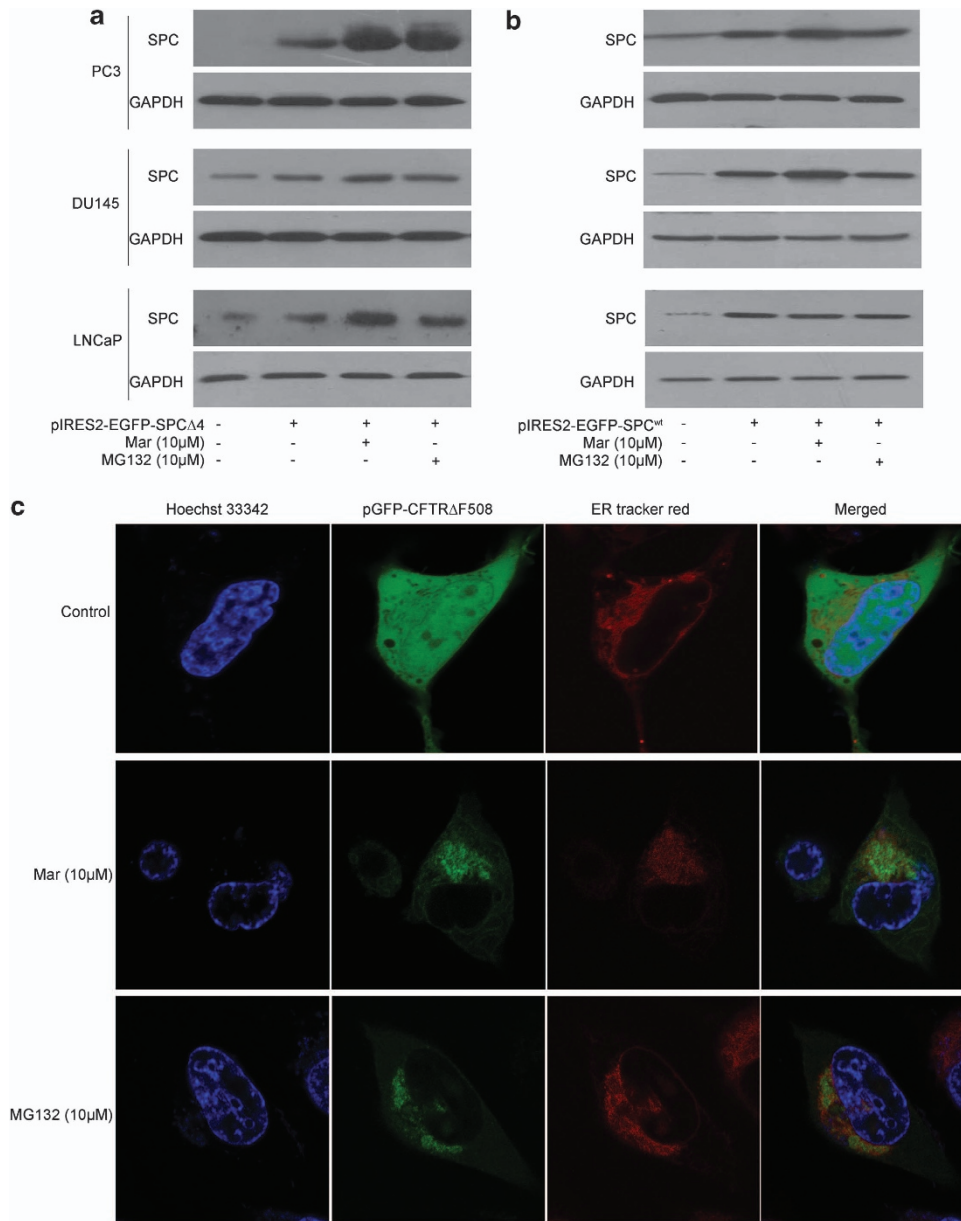 a
b
SPC
PC3
GAPDH
SPC
DU145
GAPDH
SPC
LNCaP
GAPDH
pIRES2-EGFP-SPCΔ4 - + + +
Mar (10μM) - - + -
MG132 (10μM) - - - +
SPC
GAPDH
SPC
GAPDH
SPC
GAPDH
pIRES2-EGFP-SPCwt - + + +
Mar (10μM) - - + -
MG132 (10μM) - - - +
c
Hoechst 33342 pGFP-CFTRΔF508 ER tracker red Merged
Control
Mar (10μM)
MG132 (10μM)